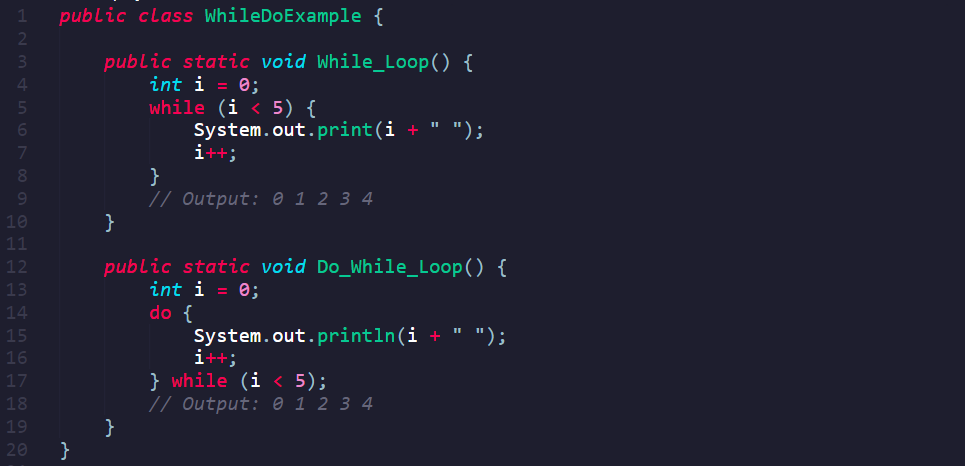 1 public class WhileDoExample {
2
3     public static void While_Loop() {
4         int i = 0;
5         while (i < 5) {
6             System.out.print(i + " ");
7             i++;
8         }
9         // Output: 0 1 2 3 4
10     }
11
12     public static void Do_While_Loop() {
13         int i = 0;
14         do {
15             System.out.println(i + " ");
16             i++;
17         } while (i < 5);
18         // Output: 0 1 2 3 4
19     }
20 }